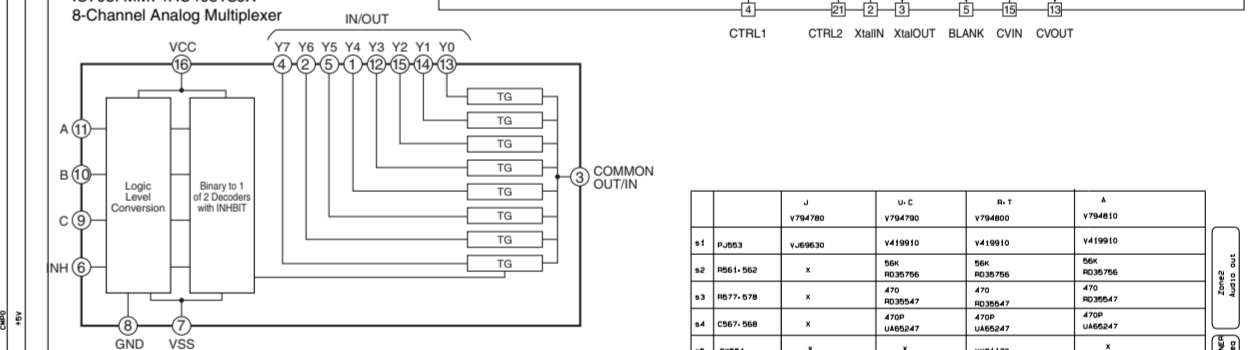 8-Channel Analog Multiplexer
IN/OUT
VCC
16
Y7 Y6 Y5 Y4 Y3 Y2 Y1 Y0
4 2 5 1 12 15 14 13
A 11
B 10
C 9
INH 6
Logic
Level
Conversion
Binary to 1
of 2 Decoders
with INHBIT
TG
TG
TG
TG
TG
TG
TG
TG
3
COMMON
OUT/IN
8
GND
7
VSS
+5V
4 21 2 3 5 15 13
CTRL1 CTRL2 XtalIN XtalOUT BLANK CVIN CVOUT
J U.C R.T A
V794780 V794790 V794800 V794810
s1 PJ553 VJ69630 V419910 V419910 V419910
s2 R561.562 X 56K 56K 56K
RD35756 RD35756 RD35756
s3 R577.578 X 470 470 470
RD35547 RD35547 RD35547
s4 C567.568 X 470P 470P 470P
UA65247 UA65247 UA65247
X X X
Zone2
Audio out